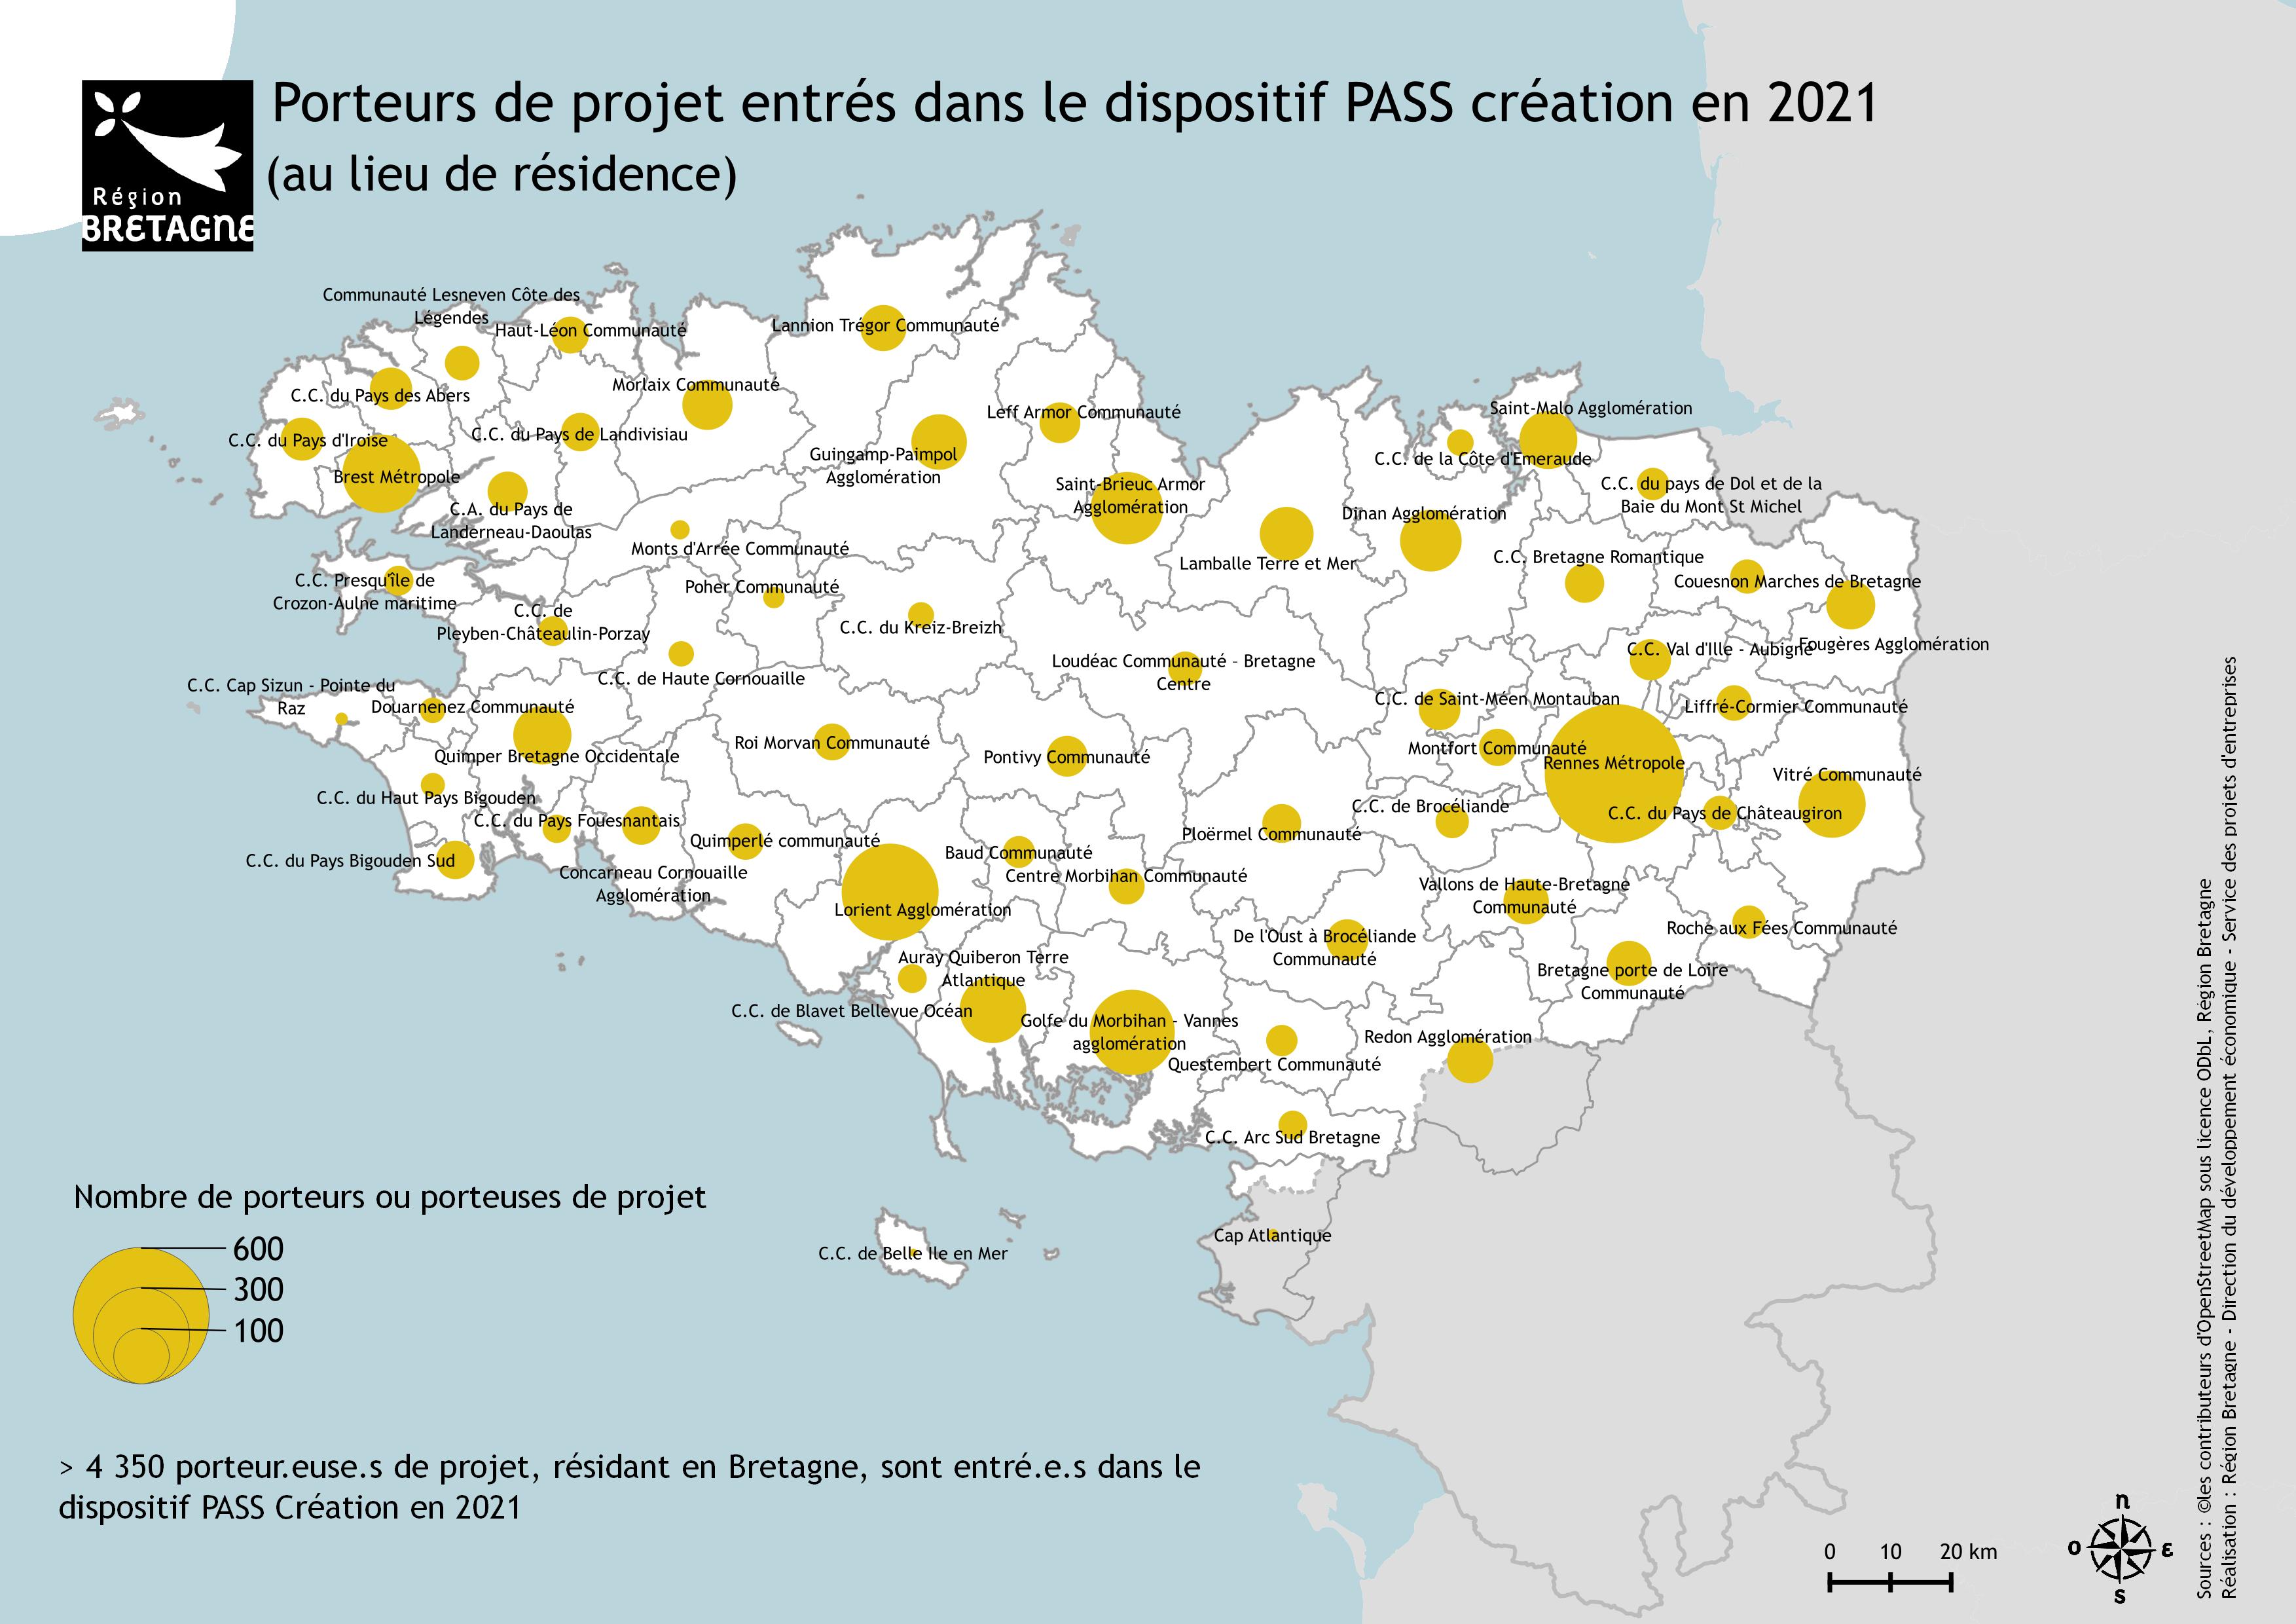 Porteurs de projet entrés dans le dispositif PASS création en 2021
(au lieu de résidence)
Région
BRETAGNE
Communauté Lesneven Côte des
Légendes
Haut-Léon Communauté
Lannion Trégor Communauté
C.C. du Pays des Abers
Morlaix Communauté
Leff Armor Communauté
Saint-Malo Agglomération
C.C. du Pays d'Iroise
C.C. du Pays de Landivisiau
Guingamp-Paimpol
Agglomération
C.C. de la Côte d'Emeraude
Brest Métropole
Saint-Brieuc Armor
Agglomération
C.C. du pays de Dol et de la
Baie du Mont St Michel
C.A. du Pays de
Landerneau-Daoulas
Dinan Agglomération
Monts d'Arrée Communauté
Lamballe Terre et Mer
C.C. Bretagne Romantique
C.C. Presqu'île de
Crozon-Aulne maritime
Poher Communauté
Couesnon Marches de Bretagne
C.C. de
Pleyben-Châteaulin-Porzay
C.C. du Kreiz-Breizh
C.C. Val d'Ille - Aubigné
Fougères Agglomération
Loudéac Communauté - Bretagne
Centre
C.C. de Haute Cornouaille
C.C. Cap Sizun - Pointe du
Raz
Douarnenez Communauté
C.C. de Saint-Méen Montauban
Liffré-Cormier Communauté
Quimper Bretagne Occidentale
Roi Morvan Communauté
Pontivy Communauté
Montfort Communauté
Rennes Métropole
Vitré Communauté
C.C. du Haut Pays Bigouden
C.C. de Brocéliande
C.C. du Pays de Châteaugiron
C.C. du Pays Fouesnantais
Quimperlé communauté
Ploërmel Communauté
C.C. du Pays Bigouden Sud
Concarneau Cornouaille
Agglomération
Baud Communauté
Centre Morbihan Communauté
Vallons de Haute-Bretagne
Communauté
Lorient Agglomération
Roche aux Fées Communauté
De l'Oust à Brocéliande
Communauté
Auray Quiberon Terre
Atlantique
Bretagne porte de Loire
Communauté
C.C. de Blavet Bellevue Océan
Golfe du Morbihan - Vannes
agglomération
Redon Agglomération
Questembert Communauté
C.C. Arc Sud Bretagne
Cap Atlantique
C.C. de Belle Ile en Mer
Nombre de porteurs ou porteuses de projet
600
300
100
> 4 350 porteur.euse.s de projet, résidant en Bretagne, sont entré.e.s dans le
dispositif PASS Création en 2021
0 10 20 km
n
o
ε
s
Sources : ©les contributeurs d'OpenStreetMap sous licence ODbL, Région Bretagne
Réalisation : Région Bretagne - Direction du développement économique - Service des projets d'entreprises